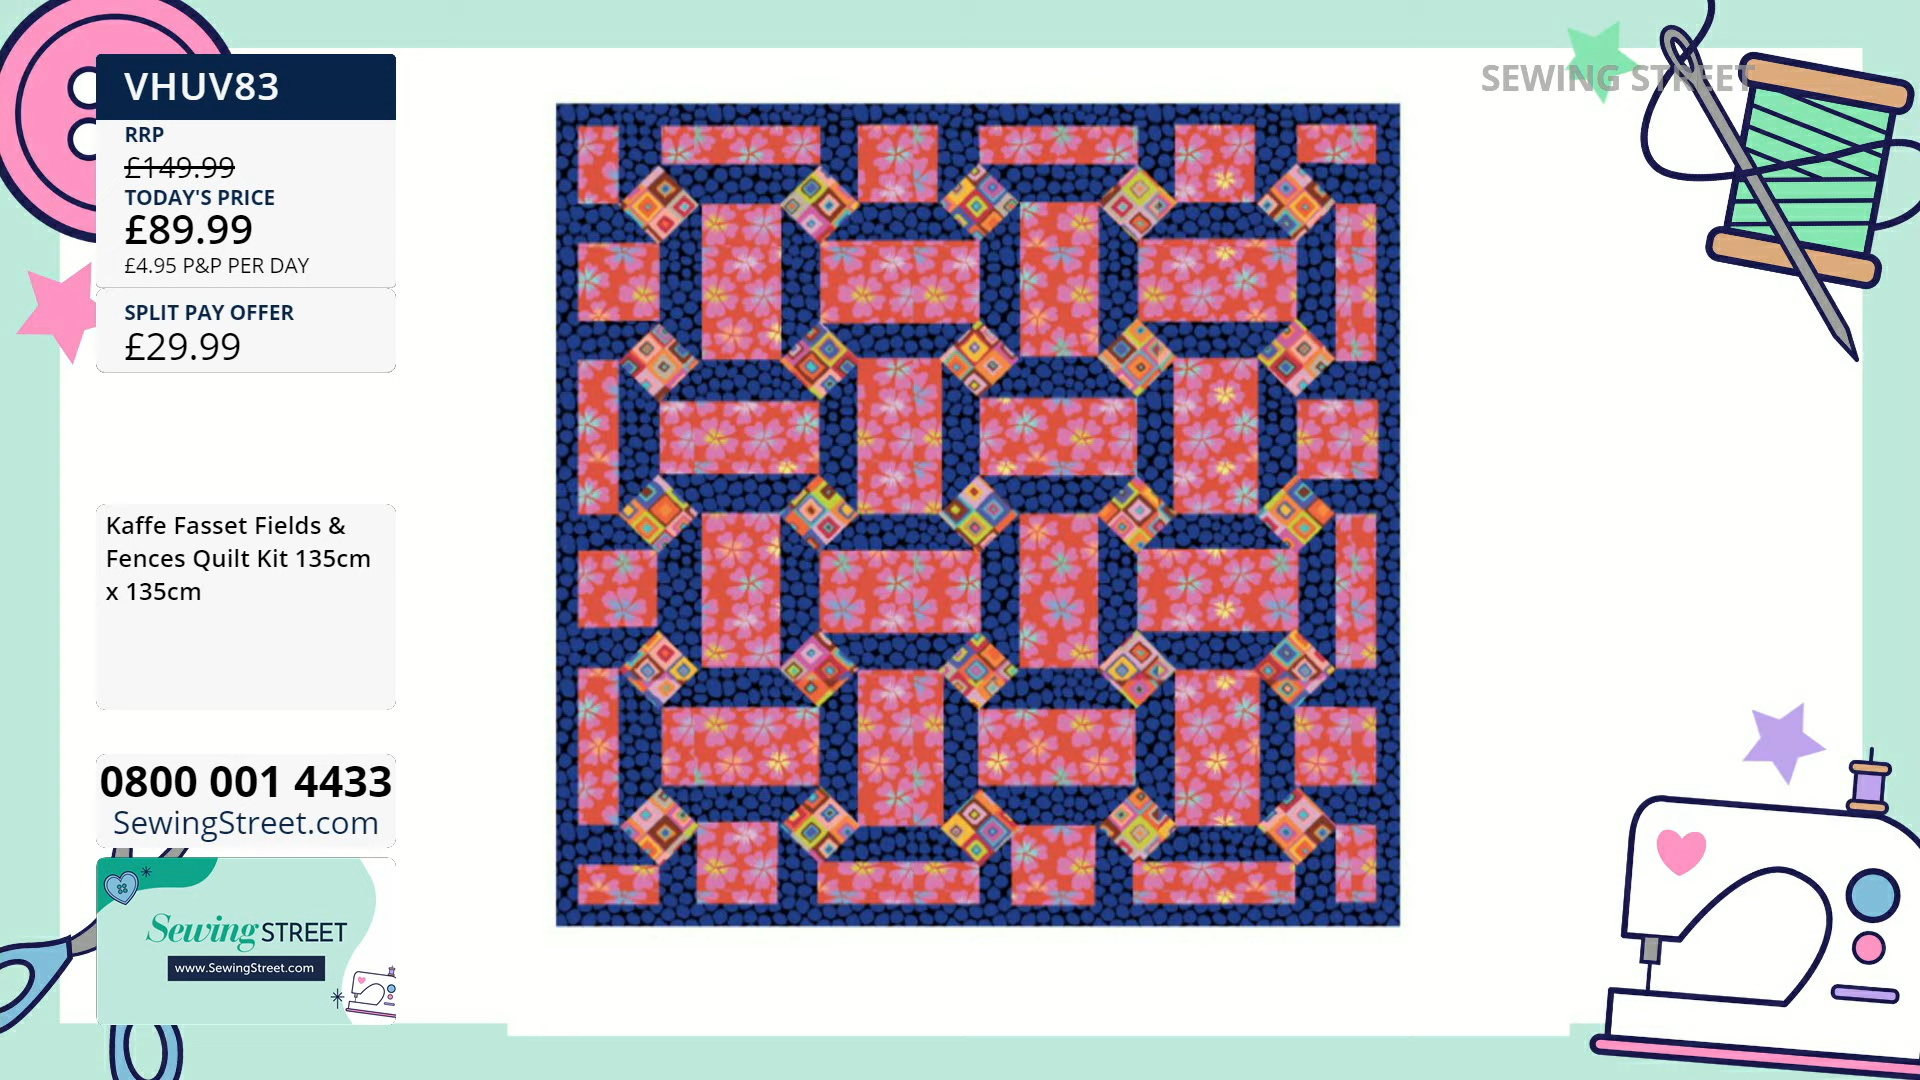 VHUV83
RRP
£149.99
TODAY'S PRICE
£89.99
£4.95 P&P PER DAY
SPLIT PAY OFFER
£29.99
Kaffe Fasset Fields &
Fences Quilt Kit 135cm
x 135cm
0800 001 4433
SewingStreet.com
Sewing STREET
www.SewingStreet.com
SEWING STREET